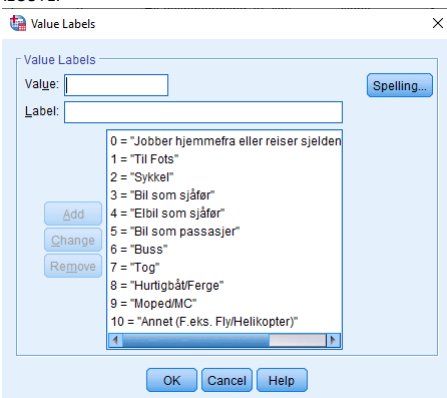 Value Labels
Value Labels
Value:
Spelling...
Label:
0 = "Jobber hjemmefra eller reiser sjelden
1 = "Til Fots"
2 = "Sykkel"
3 = "Bil som sjåfør"
4 = "Elbil som sjåfør"
5 = "Bil som passasjer"
6 = "Buss"
7 = "Tog"
8 = "Hurtigbåt/Ferge"
9 = "Moped/MC"
10 = "Annet (F.eks. Fly/Helikopter)"
Add
Change
Remove
OK Cancel Help